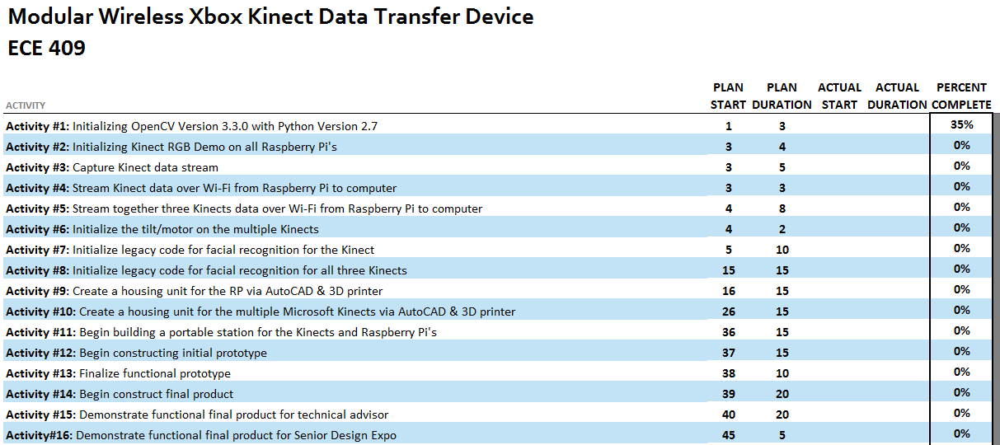 Modular Wireless Xbox Kinect Data Transfer Device
ECE 409
PLAN PLAN ACTUAL ACTUAL PERCENT
ACTIVITY START DURATION START DURATION COMPLETE
Activity #1: Initializing OpenCV Version 3.3.0 with Python Version 2.7 1 3 35%
Activity #2: Initializing Kinect RGB Demo on all Raspberry Pi's 3 4 0%
Activity #3: Capture Kinect data stream 3 5 0%
Activity #4: Stream Kinect data over Wi-Fi from Raspberry Pi to computer 3 3 0%
Activity #5: Stream together three Kinects data over Wi-Fi from Raspberry Pi to computer 4 8 0%
Activity #6: Initialize the tilt/motor on the multiple Kinects 4 2 0%
Activity #7: Initialize legacy code for facial recognition for the Kinect 5 10 0%
Activity #8: Initialize legacy code for facial recognition for all three Kinects 15 15 0%
Activity #9: Create a housing unit for the RP via AutoCAD & 3D printer 16 15 0%
Activity #10: Create a housing unit for the multiple Microsoft Kinects via AutoCAD & 3D printer 26 15 0%
Activity #11: Begin building a portable station for the Kinects and Raspberry Pi's 36 15 0%
Activity #12: Begin constructing initial prototype 37 15 0%
Activity #13: Finalize functional prototype 38 10 0%
Activity #14: Begin construct final product 39 20 0%
Activity #15: Demonstrate functional final product for technical advisor 40 20 0%
Activity#16: Demonstrate functional final product for Senior Design Expo 45 5 0%